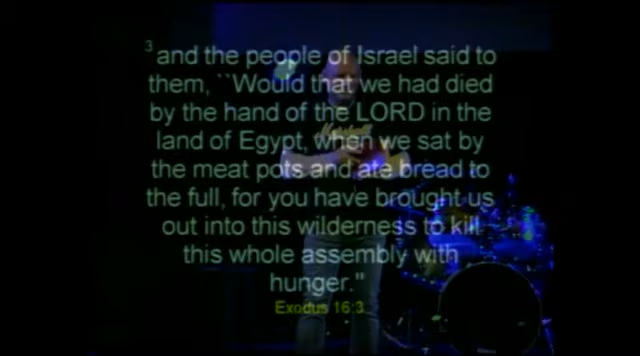 3 and the people of Israel said to
them, ``Would that we had died
by the hand of the LORD in the
land of Egypt, when we sat by
the meat pots and ate bread to
the full, for you have brought us
out into this wilderness to kill
this whole assembly with
hunger."
Exodus 16:3